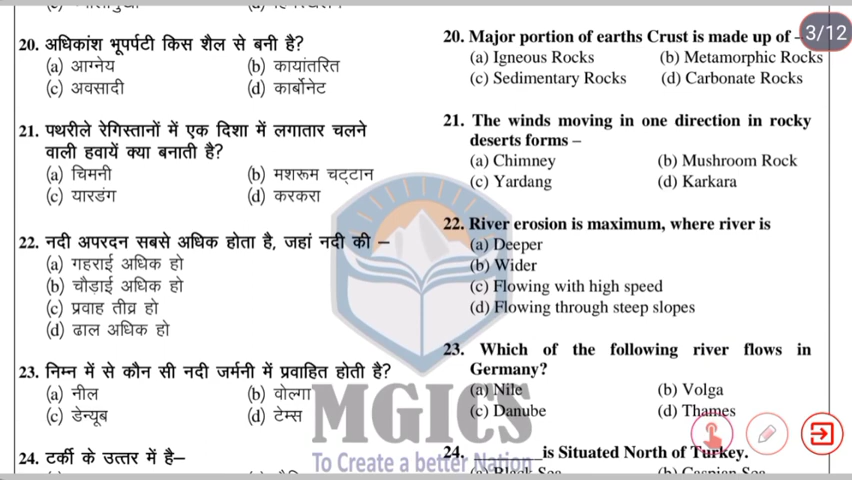 20. अधिकांश भूपर्पटी किस शैल से बनी है?
(a) आग्नेय (b) कायांतरित
(c) अवसादी (d) कार्बोनेट
21. पथरीले रेगिस्तानों में एक दिशा में लगातार चलने
वाली हवायें क्या बनाती है?
(a) चिमनी (b) मशरूम चट्टान
(c) यारडंग (d) करकरा
22. नदी अपरदन सबसे अधिक होता है, जहां नदी की –
(a) गहराई अधिक हो
(b) चौड़ाई अधिक हो
(c) प्रवाह तीव्र हो
(d) ढाल अधिक हो
23. निम्न में से कौन सी नदी जर्मनी में प्रवाहित होती है?
(a) नील (b) वोल्गा
(c) डेन्यूब (d) टेम्स
24. टर्की के उत्तर में है–
20. Major portion of earths Crust is made up of -
(a) Igneous Rocks (b) Metamorphic Rocks
(c) Sedimentary Rocks (d) Carbonate Rocks
21. The winds moving in one direction in rocky
deserts forms –
(a) Chimney (b) Mushroom Rock
(c) Yardang (d) Karkara
22. River erosion is maximum, where river is
(a) Deeper
(b) Wider
(c) Flowing with high speed
(d) Flowing through steep slopes
23. Which of the following river flows in
Germany?
(a) Nile (b) Volga
(c) Danube (d) Thames
24. ______is Situated North of Turkey.
(a) Black Sea (b) Caspian Sea
3/12
MGICS
To Create a better Nation